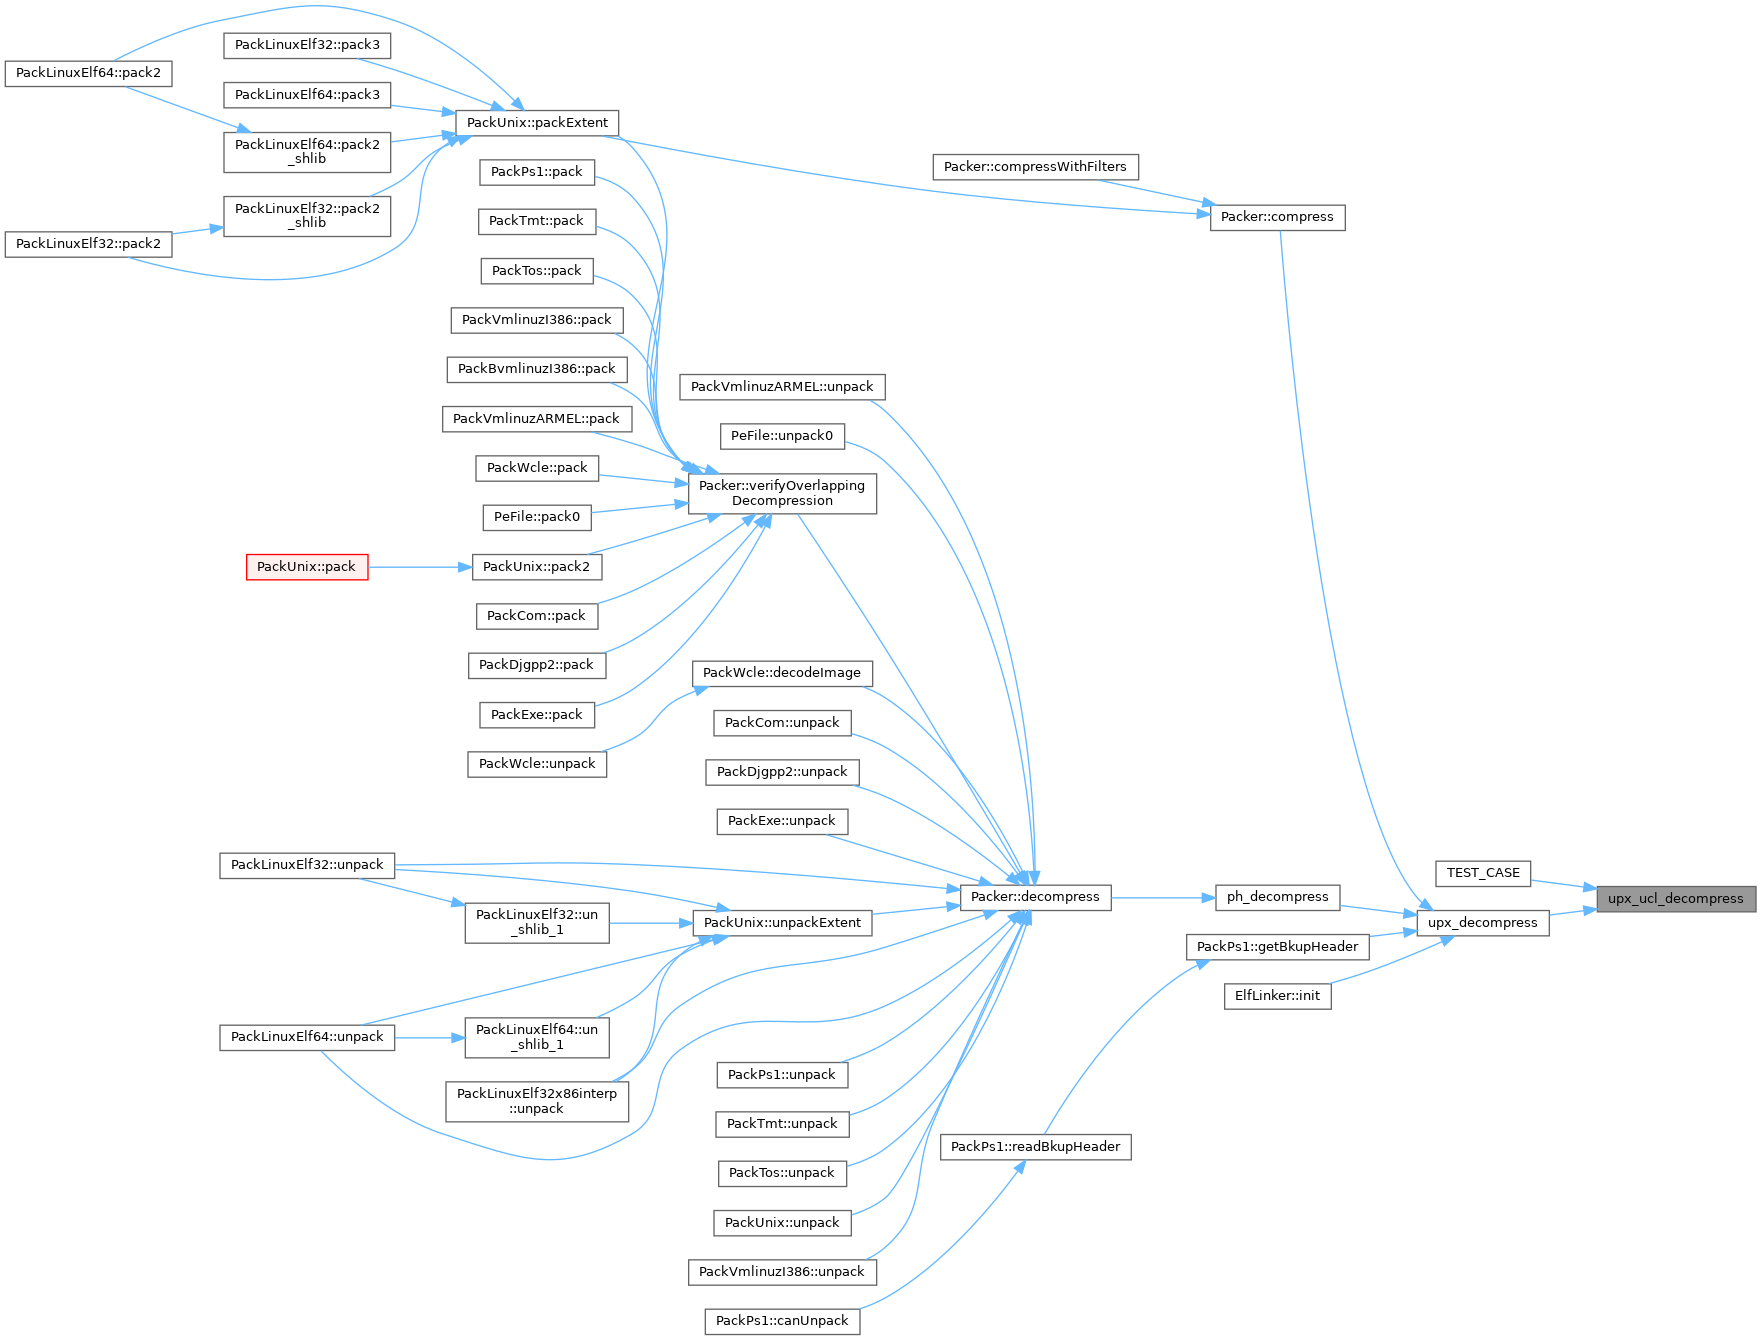 PackLinuxElf64::pack2
PackLinuxElf32::pack2
PackLinuxElf32::pack3
PackLinuxElf64::pack3
PackLinuxElf64::pack2
_shlib
PackLinuxElf32::pack2
_shlib
PackUnix::pack
PackLinuxElf32::unpack
PackLinuxElf64::unpack
PackUnix::packExtent
PackPs1::pack
PackTmt::pack
PackTos::pack
PackVmlinuzI386::pack
PackBvmlinuzI386::pack
PackVmlinuzARMEL::pack
PackWcle::pack
PeFile::pack0
PackUnix::pack2
PackCom::pack
PackDjgpp2::pack
PackExe::pack
PackWcle::unpack
PackLinuxElf32::un
_shlib_1
PackLinuxElf64::un
_shlib_1
PackLinuxElf32x86interp
::unpack
PackVmlinuzARMEL::unpack
PeFile::unpack0
Packer::verifyOverlapping
Decompression
PackWcle::decodeImage
PackCom::unpack
PackDjgpp2::unpack
PackExe::unpack
PackUnix::unpackExtent
PackPs1::unpack
PackTmt::unpack
PackTos::unpack
PackUnix::unpack
PackVmlinuzI386::unpack
PackPs1::canUnpack
Packer::compressWithFilters
Packer::decompress
PackPs1::readBkupHeader
Packer::compress
ph_decompress
PackPs1::getBkupHeader
ElfLinker::init
TEST_CASE
upx_decompress
upx_ucl_decompress